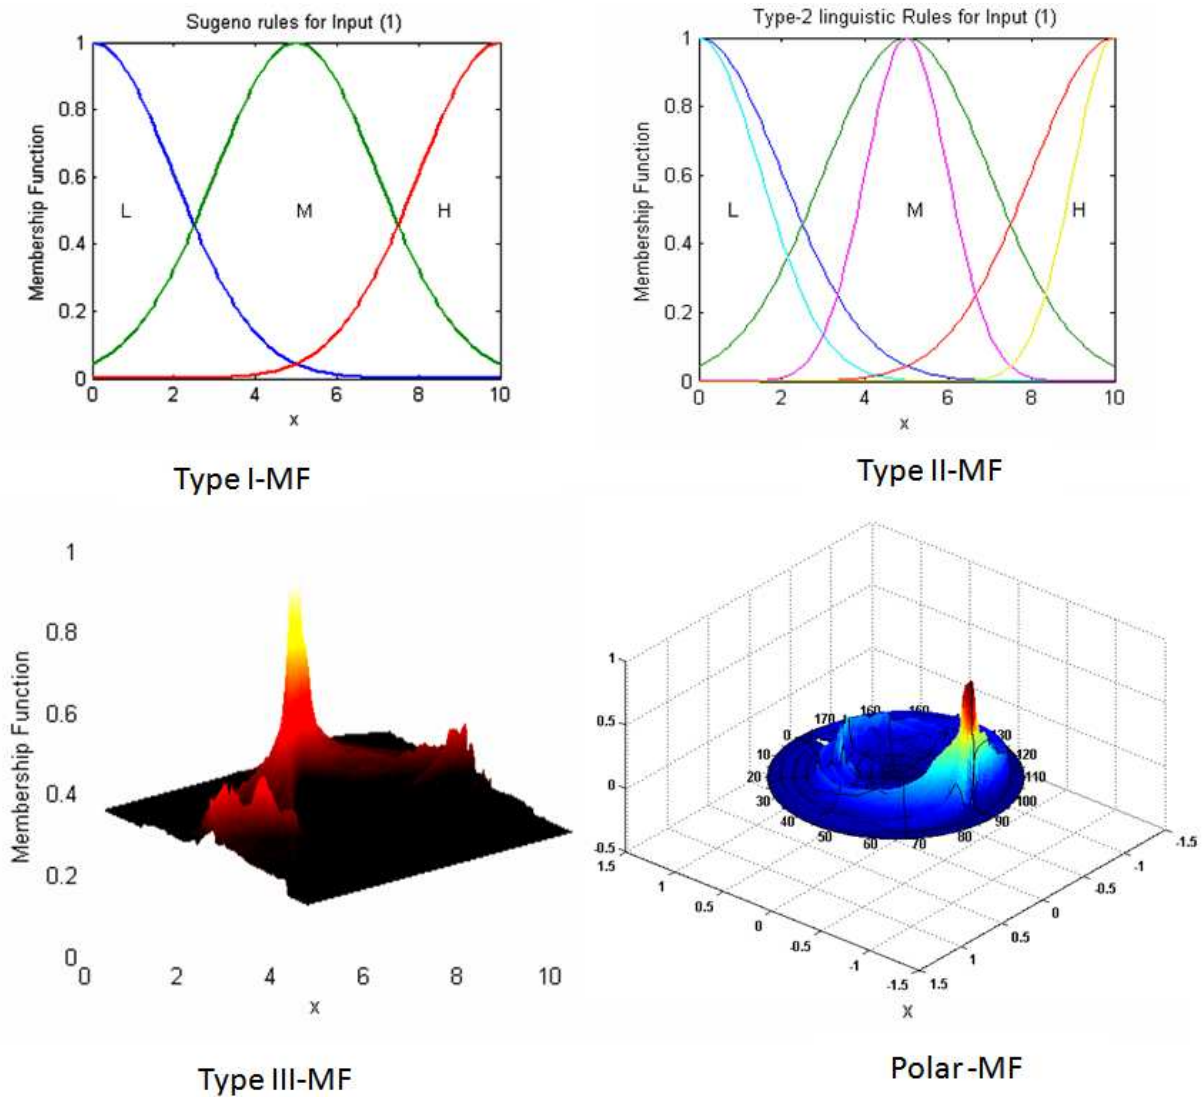 Sugeno rules for Input (1)
1
0.8
0.6
0.4
0.2
0
Membership Function
L
M
H
0 2 4 6 8 10
x
Type I-MF
Type-2 linguistic Rules for Input (1)
1
0.8
0.6
0.4
0.2
0
Membership Function
L
M
H
0 2 4 6 8 10
x
Type II-MF
1
0.8
0.6
0.4
0.2
0
Membership Function
0 2 4 6 8 10
x
Type III-MF
1
0.5
0
-0.5
1.5
1
0.5
0
-0.5
-1
-1.5
1.5
1
0.5
0
-0.5
-1
-1.5
170
160
160
0
10
20
30
40
50
60
70
80
90
100
110
120
130
x
Polar-MF